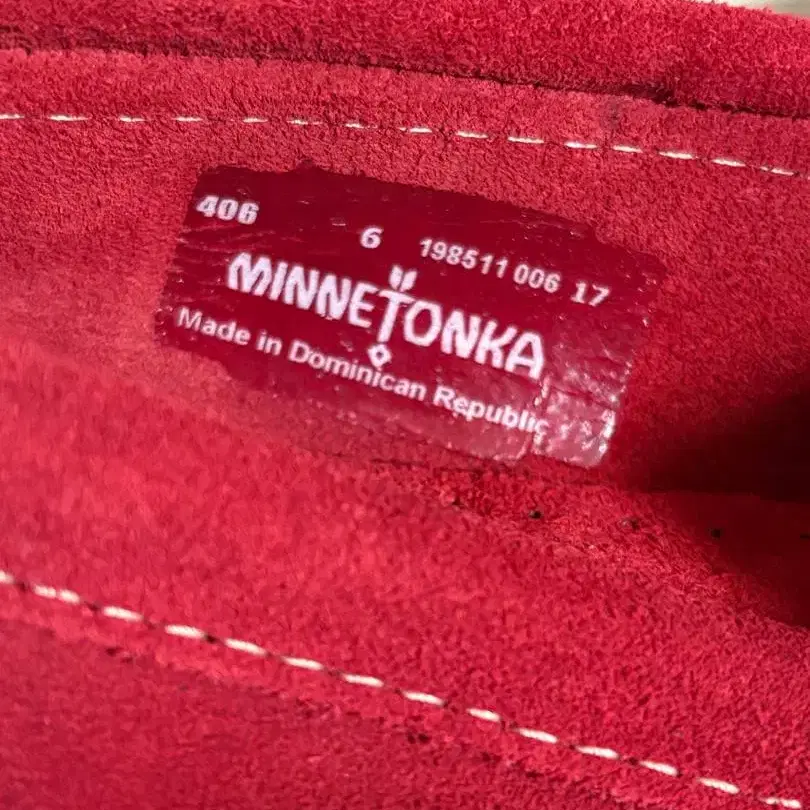 406 6 198511 006 17
MINNETONKA
Made in Dominican Republic